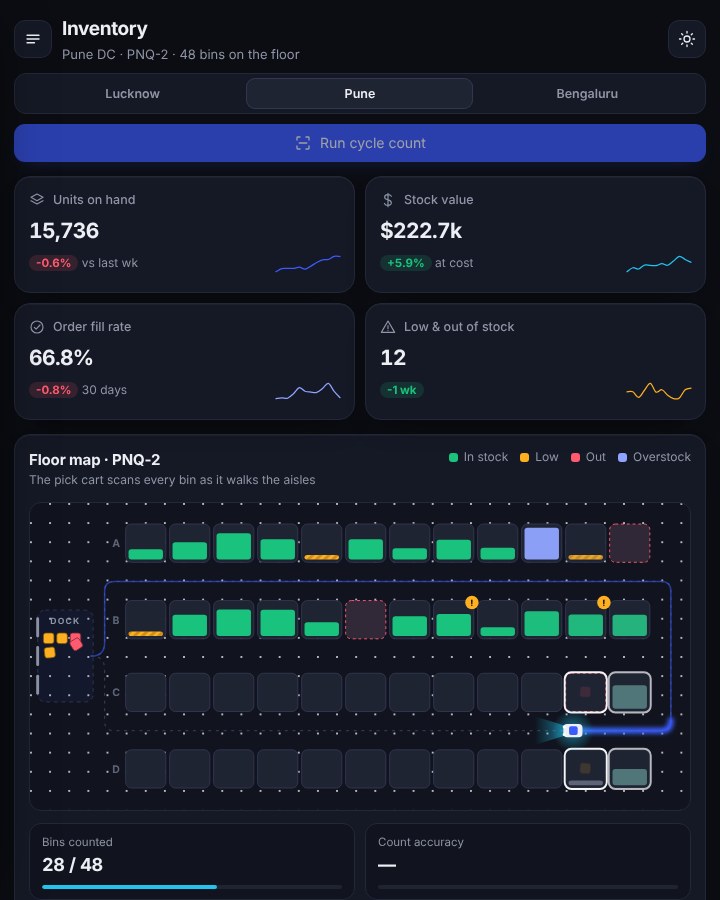 Inventory
Pune DC · PNQ-2 · 48 bins on the floor
Lucknow
Pune
Bengaluru
Run cycle count
Units on hand
15,736
-0.6% vs last wk
Stock value
$222.7k
+5.9% at cost
Order fill rate
66.8%
-0.8% 30 days
Low & out of stock
12
-1 wk
Floor map · PNQ-2
In stock
Low
Out
Overstock
The pick cart scans every bin as it walks the aisles
A
! !
DOCK
B
C
D
Bins counted
28 / 48
Count accuracy
—